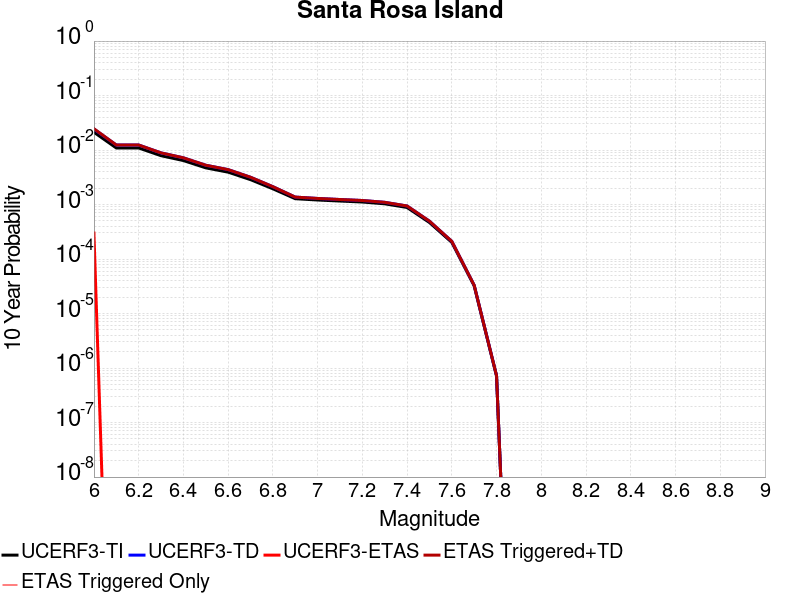 Santa Rosa Island
10 Year Probability
10^0
10^-1
10^-2
10^-3
10^-4
10^-5
10^-6
10^-7
10^-8
6 6.2 6.4 6.6 6.8 7 7.2 7.4 7.6 7.8 8 8.2 8.4 8.6 8.8 9
Magnitude
UCERF3-TI UCERF3-TD UCERF3-ETAS ETAS Triggered+TD
ETAS Triggered Only